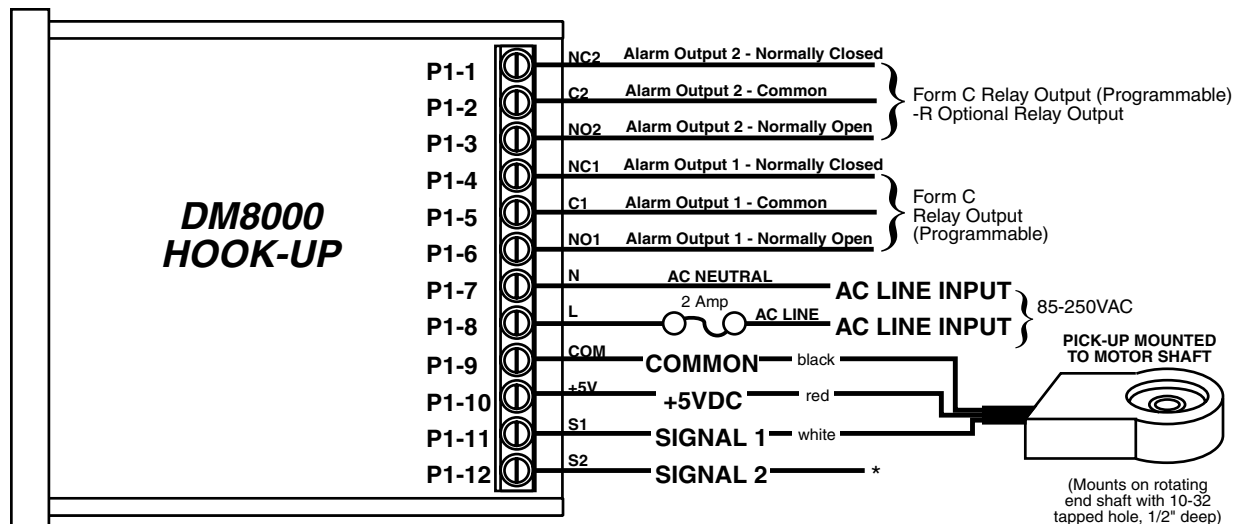 DM8000
HOOK-UP
P1-1 NC2 Alarm Output 2 - Normally Closed
P1-2 C2 Alarm Output 2 - Common
P1-3 NO2 Alarm Output 2 - Normally Open
Form C Relay Output (Programmable)
-R Optional Relay Output
P1-4 NC1 Alarm Output 1 - Normally Closed
P1-5 C1 Alarm Output 1 - Common
P1-6 NO1 Alarm Output 1 - Normally Open
Form C
Relay Output
(Programmable)
P1-7 N AC NEUTRAL AC LINE INPUT
P1-8 L 2 Amp AC LINE AC LINE INPUT
85-250VAC
P1-9 COM COMMON black
P1-10 +5V +5VDC red
P1-11 S1 SIGNAL 1 white
P1-12 S2 SIGNAL 2 *
PICK-UP MOUNTED
TO MOTOR SHAFT
(Mounts on rotating
end shaft with 10-32
tapped hole, 1/2" deep)